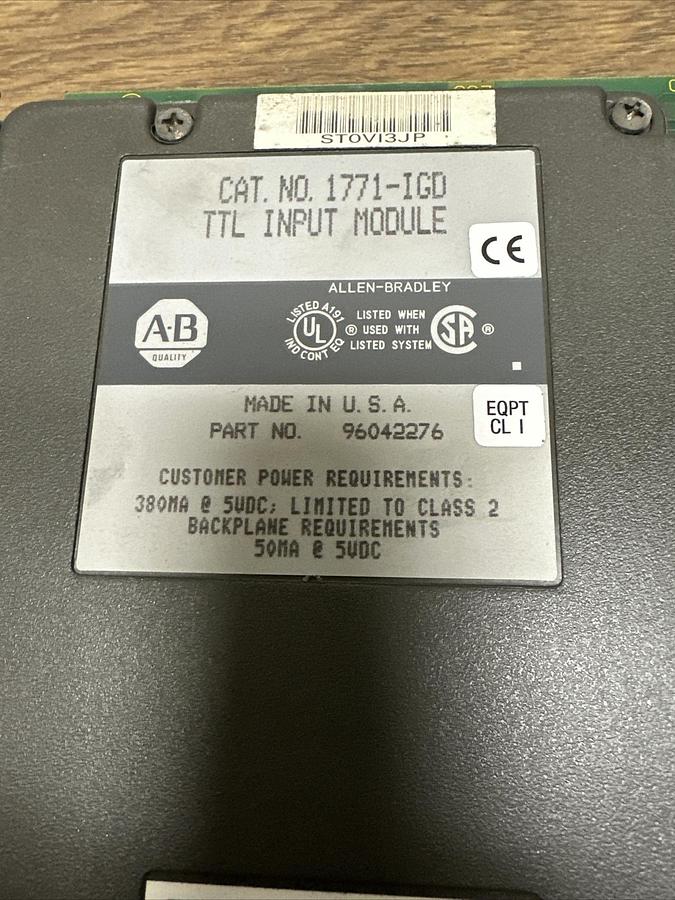 ST0VI3JP
CAT. NO. 1771-IGD
TTL INPUT MODULE
CE
ALLEN-BRADLEY
A-B
QUALITY
LISTED A191
UL
IND CONT EQ
®
LISTED WHEN
USED WITH
LISTED SYSTEM
SA
®
MADE IN U.S.A.
PART NO. 96042276
EQPT
CL I
CUSTOMER POWER REQUIREMENTS:
380MA @ 5VDC; LIMITED TO CLASS 2
BACKPLANE REQUIREMENTS
50MA @ 5VDC